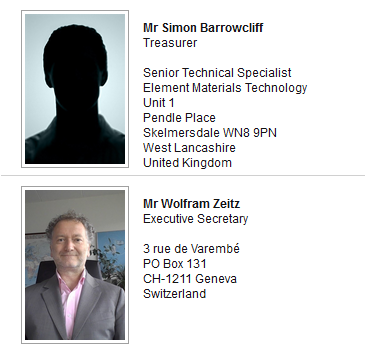 Mr Simon Barrowcliff
Treasurer
Senior Technical Specialist
Element Materials Technology
Unit 1
Pendle Place
Skelmersdale WN8 9PN
West Lancashire
United Kingdom
Mr Wolfram Zeitz
Executive Secretary
3 rue de Varembé
PO Box 131
CH-1211 Geneva
Switzerland